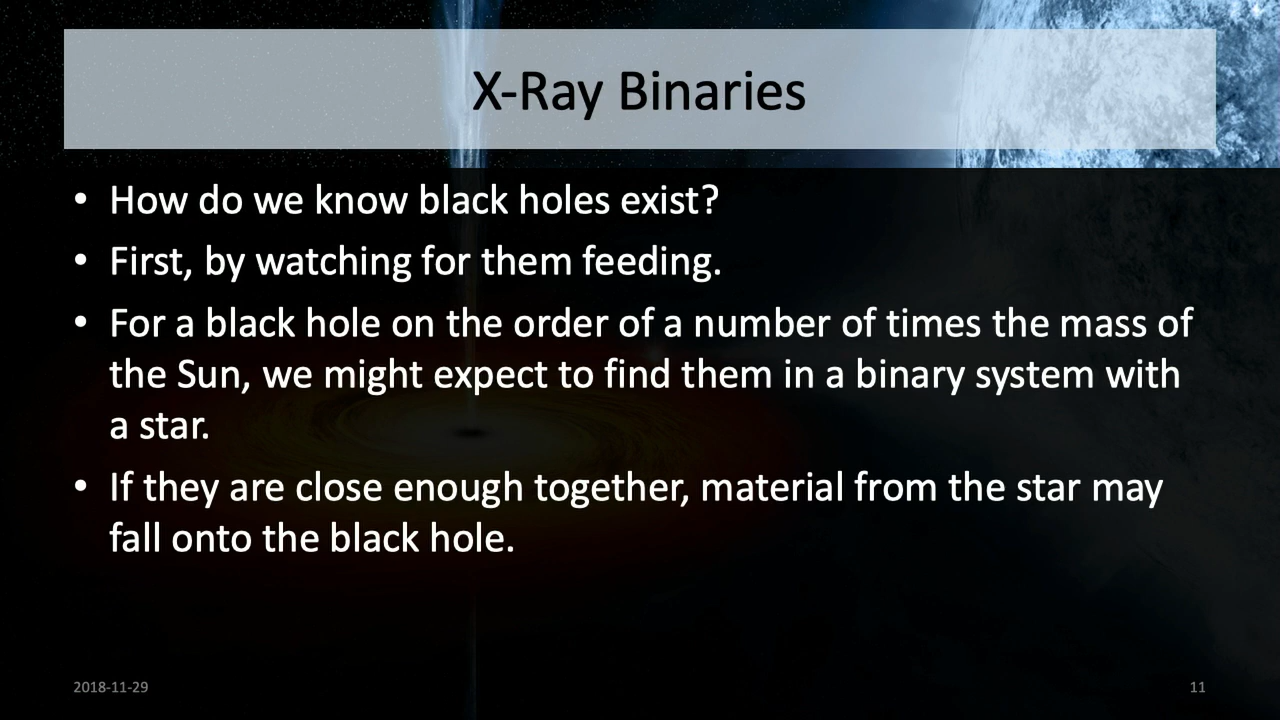 X-Ray Binaries
• How do we know black holes exist?
• First, by watching for them feeding.
• For a black hole on the order of a number of times the mass of
the Sun, we might expect to find them in a binary system with
a star.
• If they are close enough together, material from the star may
fall onto the black hole.
2018-11-29
11